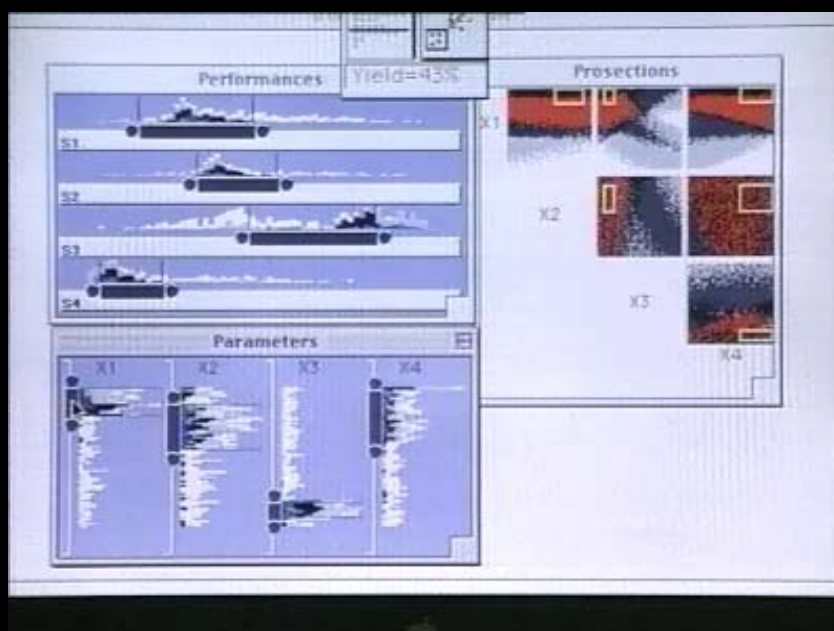 Yield=43%
Performances
S1
S2
S3
S4
Prosections
X1
X2
X3
X4
Parameters
X1 X2 X3 X4